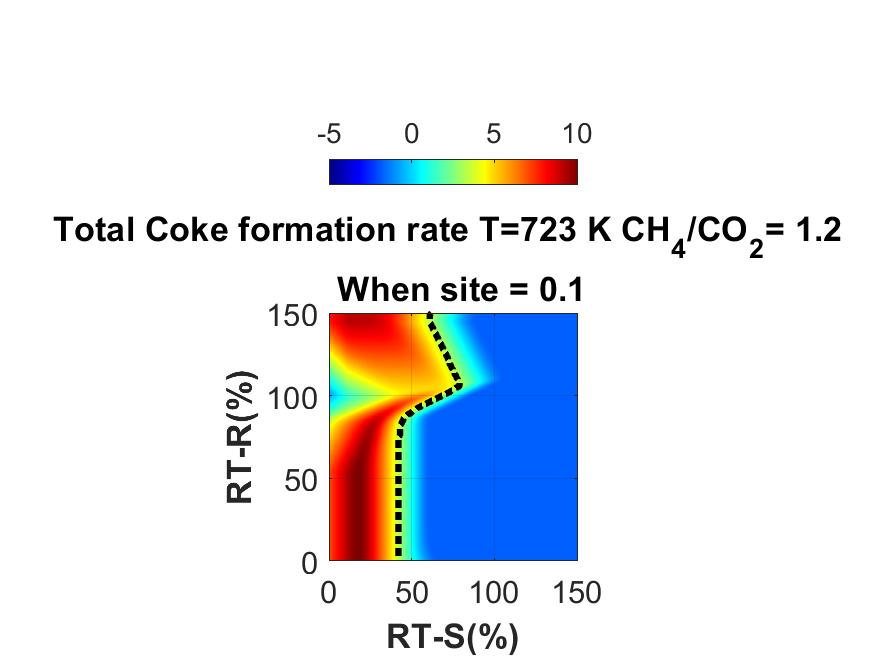 -5 0 5 10
Total Coke formation rate T=723 K CH4/CO2= 1.2
When site = 0.1
150
100
50
0
RT-R(%)
0 50 100 150
RT-S(%)